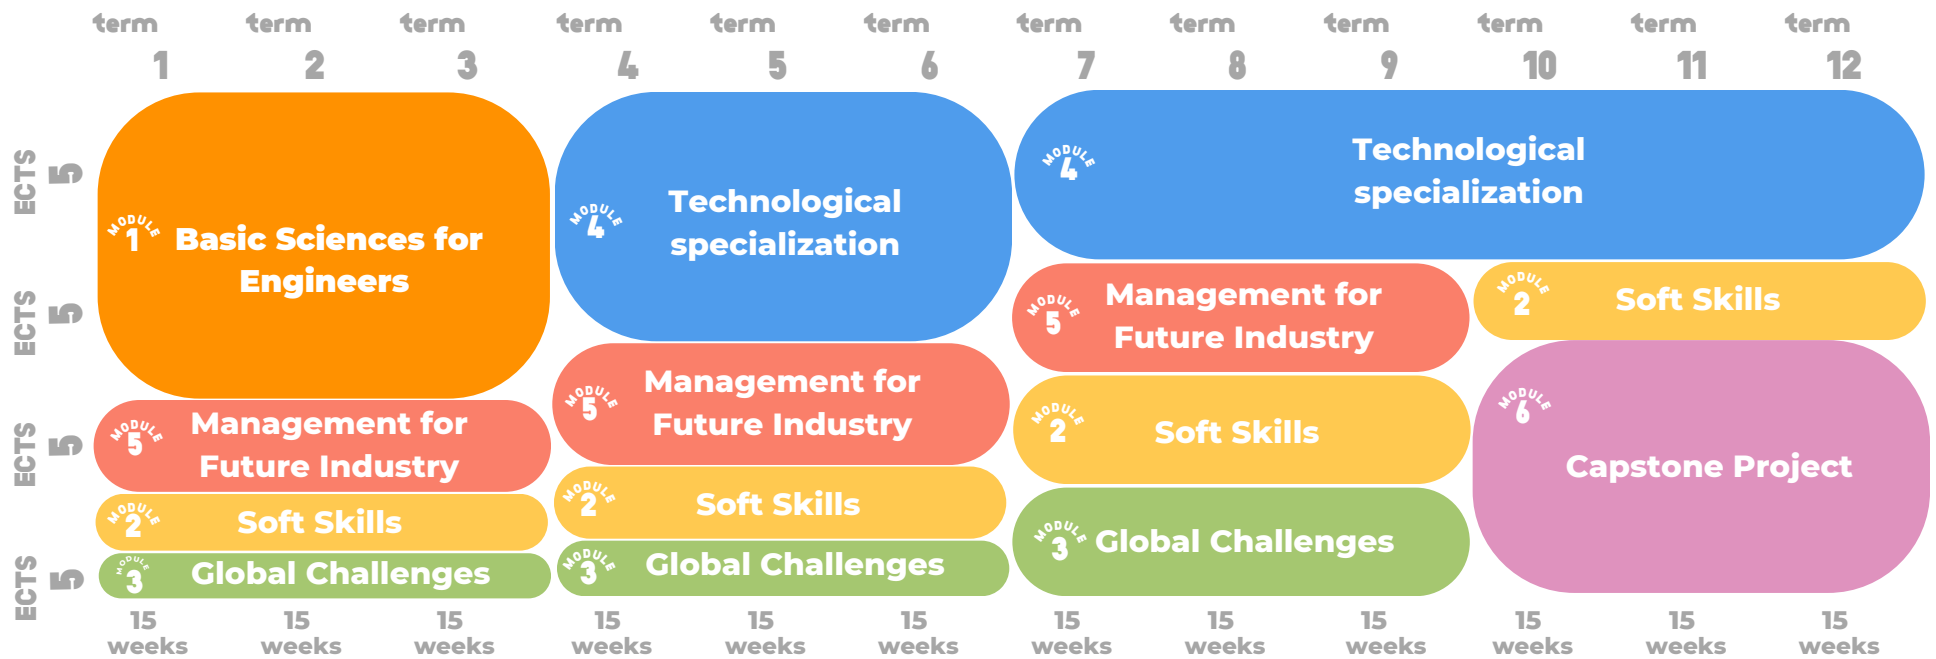 term term term term term term term term term term term term
1 2 3 4 5 6 7 8 9 10 11 12
ECTS 5
ECTS 5
ECTS 5
ECTS 5
MODULE
1
Basic Sciences for
Engineers
MODULE
5
Management for
Future Industry
MODULE
2
Soft Skills
MODULE
3
Global Challenges
MODULE
4
Technological
specialization
MODULE
5
Management for
Future Industry
MODULE
2
Soft Skills
MODULE
3
Global Challenges
MODULE
4
Technological
specialization
MODULE
5
Management for
Future Industry
MODULE
2
Soft Skills
MODULE
3
Global Challenges
MODULE
2
Soft Skills
MODULE
6
Capstone Project
15 15 15 15 15 15 15 15 15 15 15 15
weeks weeks weeks weeks weeks weeks weeks weeks weeks weeks weeks weeks